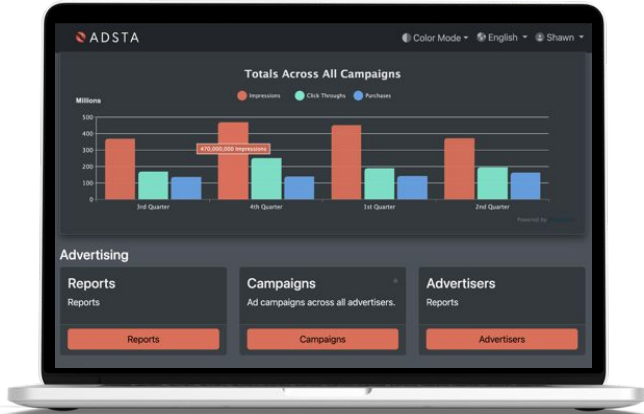 ADSTA
Color Mode English Shawn
Totals Across All Campaigns
Impressions Click Throughs Purchases
Millions
500
400
300
200
100
0
470,000,000 Impressions
3rd Quarter 4th Quarter 1st Quarter 2nd Quarter
Powered by
Advertising
Reports
Reports
Reports
Campaigns
Ad campaigns across all advertisers.
Campaigns
Advertisers
Reports
Advertisers